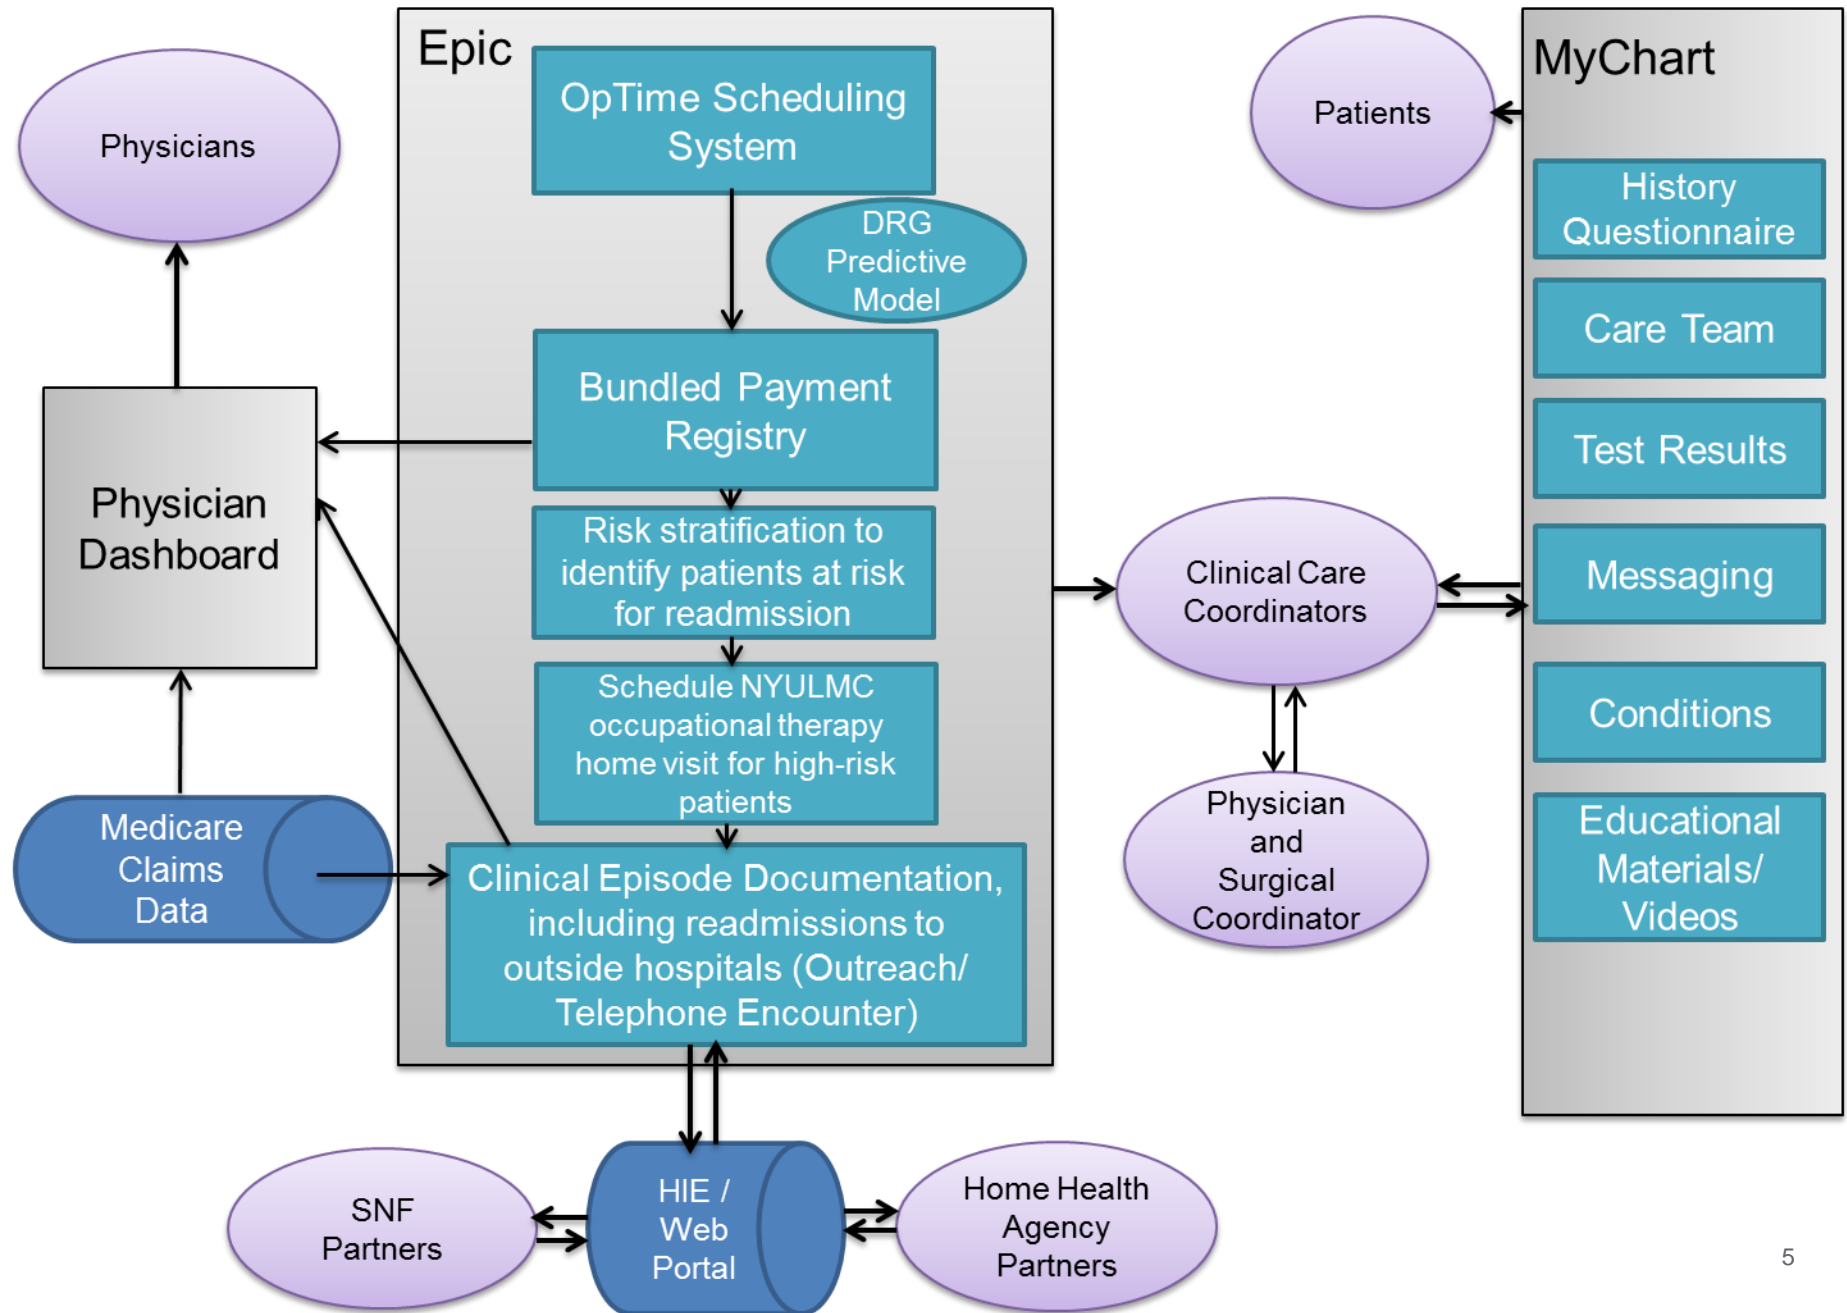 Epic
MyChart
Physicians
OpTime Scheduling
System
Patients
History
Questionnaire
DRG
Predictive
Model
Care Team
Bundled Payment
Registry
Test Results
Physician
Dashboard
Risk stratification to
identify patients at risk
for readmission
Clinical Care
Coordinators
Messaging
Schedule NYULMC
occupational therapy
home visit for high-risk
patients
Conditions
Medicare
Claims
Data
Physician
and
Surgical
Coordinator
Educational
Materials/
Videos
Clinical Episode Documentation,
including readmissions to
outside hospitals (Outreach/
Telephone Encounter)
SNF
Partners
HIE /
Web
Portal
Home Health
Agency
Partners
5